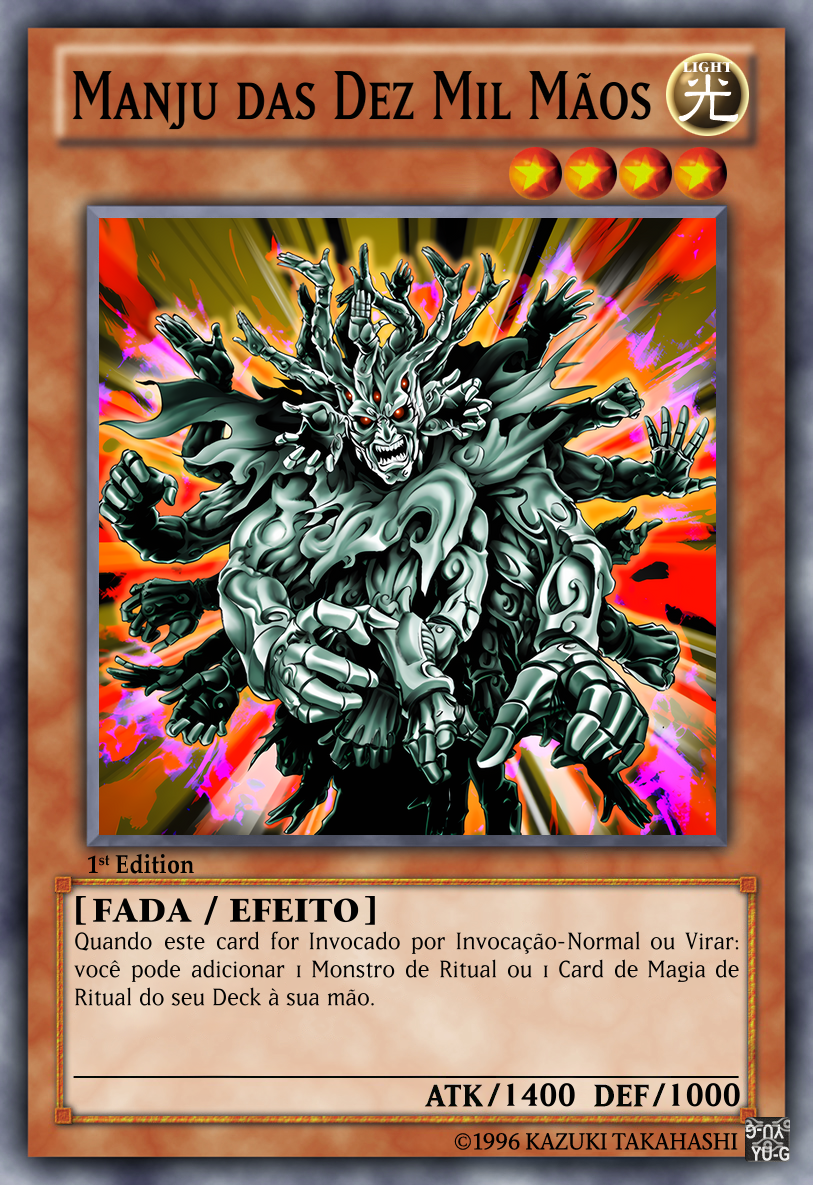 Manju das Dez Mil Mãos
LIGHT
光
1st Edition
[ FADA / EFEITO ]
Quando este card for Invocado por Invocação-Normal ou Virar:
você pode adicionar 1 Monstro de Ritual ou 1 Card de Magia de
Ritual do seu Deck à sua mão.
ATK/1400 DEF/1000
©1996 KAZUKI TAKAHASHI
YU-G
YU-G